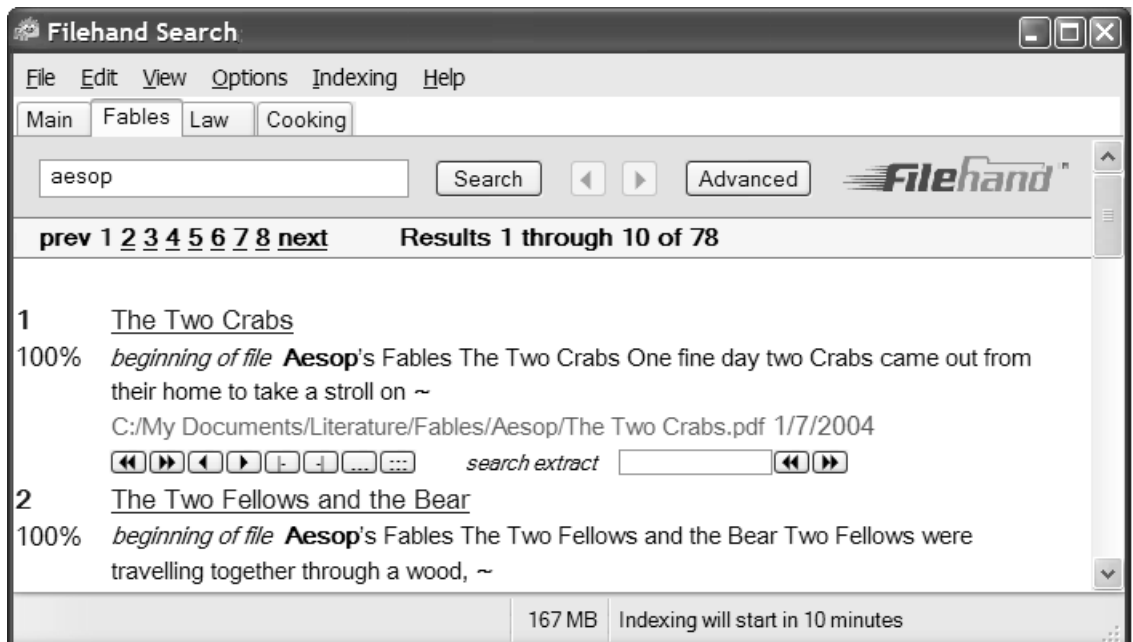 Filehand Search
File Edit View Options Indexing Help
Main Fables Law Cooking
aesop Search Advanced Filehand
prev 1 2 3 4 5 6 7 8 next Results 1 through 10 of 78
1 The Two Crabs
100% beginning of file Aesop's Fables The Two Crabs One fine day two Crabs came out from
their home to take a stroll on ~
C:/My Documents/Literature/Fables/Aesop/The Two Crabs.pdf 1/7/2004
|- -| ... ::: search extract
2 The Two Fellows and the Bear
100% beginning of file Aesop's Fables The Two Fellows and the Bear Two Fellows were
travelling together through a wood, ~
167 MB Indexing will start in 10 minutes